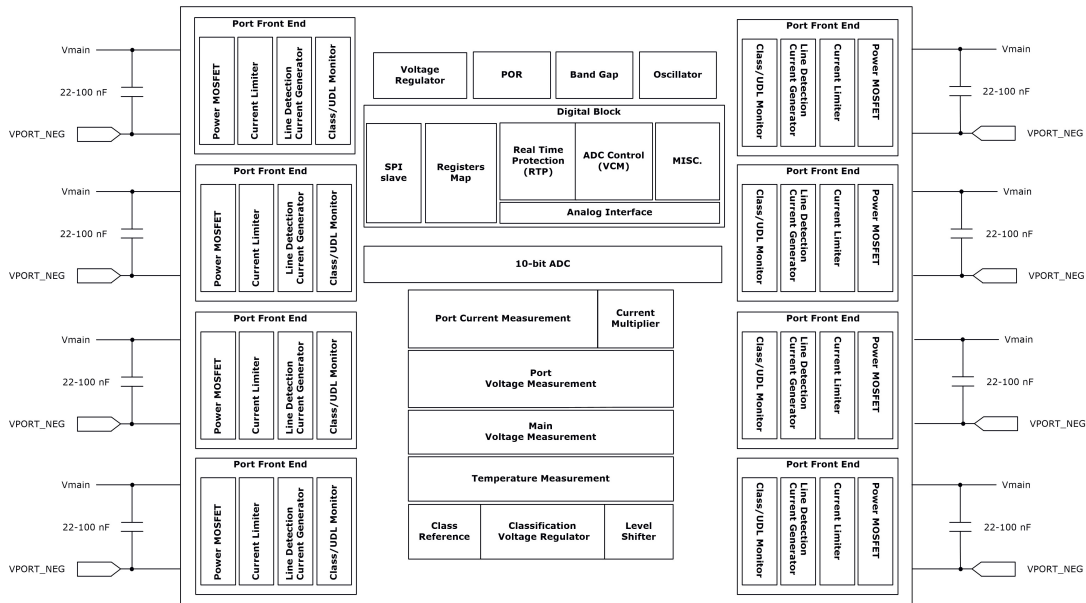 Port Front End
Vmain
22-100 nF
VPORT_NEG
Power MOSFET
Current Limiter
Line Detection
Current Generator
Class/UDL Monitor
Port Front End
Vmain
22-100 nF
VPORT_NEG
Power MOSFET
Current Limiter
Line Detection
Current Generator
Class/UDL Monitor
Port Front End
Vmain
22-100 nF
VPORT_NEG
Power MOSFET
Current Limiter
Line Detection
Current Generator
Class/UDL Monitor
Port Front End
Vmain
22-100 nF
VPORT_NEG
Power MOSFET
Current Limiter
Line Detection
Current Generator
Class/UDL Monitor
Voltage
Regulator
POR
Band Gap
Oscillator
Digital Block
SPI
slave
Registers
Map
Real Time
Protection
(RTP)
ADC Control
(VCM)
MISC.
Analog Interface
10-bit ADC
Port Current Measurement
Current
Multiplier
Port
Voltage Measurement
Main
Voltage Measurement
Temperature Measurement
Class
Reference
Classification
Voltage Regulator
Level
Shifter
Port Front End
Class/UDL Monitor
Line Detection
Current Generator
Current Limiter
Power MOSFET
Vmain
22-100 nF
VPORT_NEG
Port Front End
Class/UDL Monitor
Line Detection
Current Generator
Current Limiter
Power MOSFET
Vmain
22-100 nF
VPORT_NEG
Port Front End
Class/UDL Monitor
Line Detection
Current Generator
Current Limiter
Power MOSFET
Vmain
22-100 nF
VPORT_NEG
Port Front End
Class/UDL Monitor
Line Detection
Current Generator
Current Limiter
Power MOSFET
Vmain
22-100 nF
VPORT_NEG